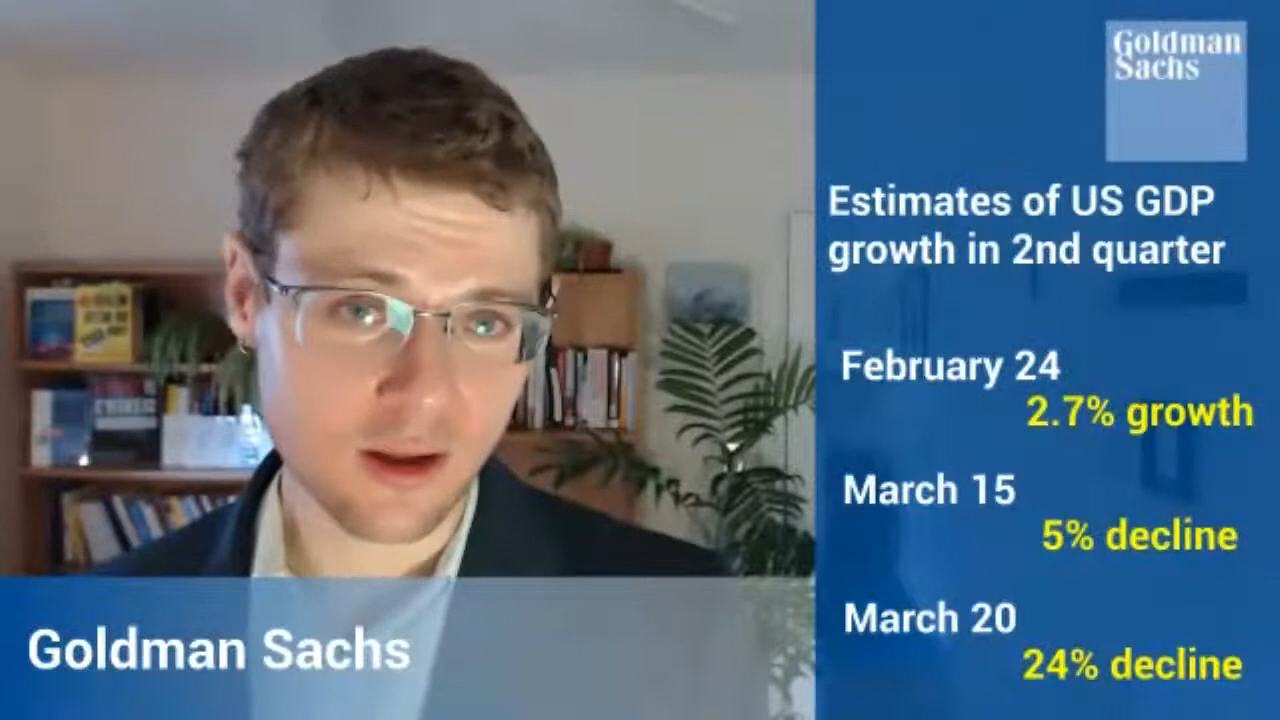 Goldman
Sachs
Estimates of US GDP
growth in 2nd quarter
February 24
2.7% growth
March 15
5% decline
March 20
24% decline
Goldman Sachs